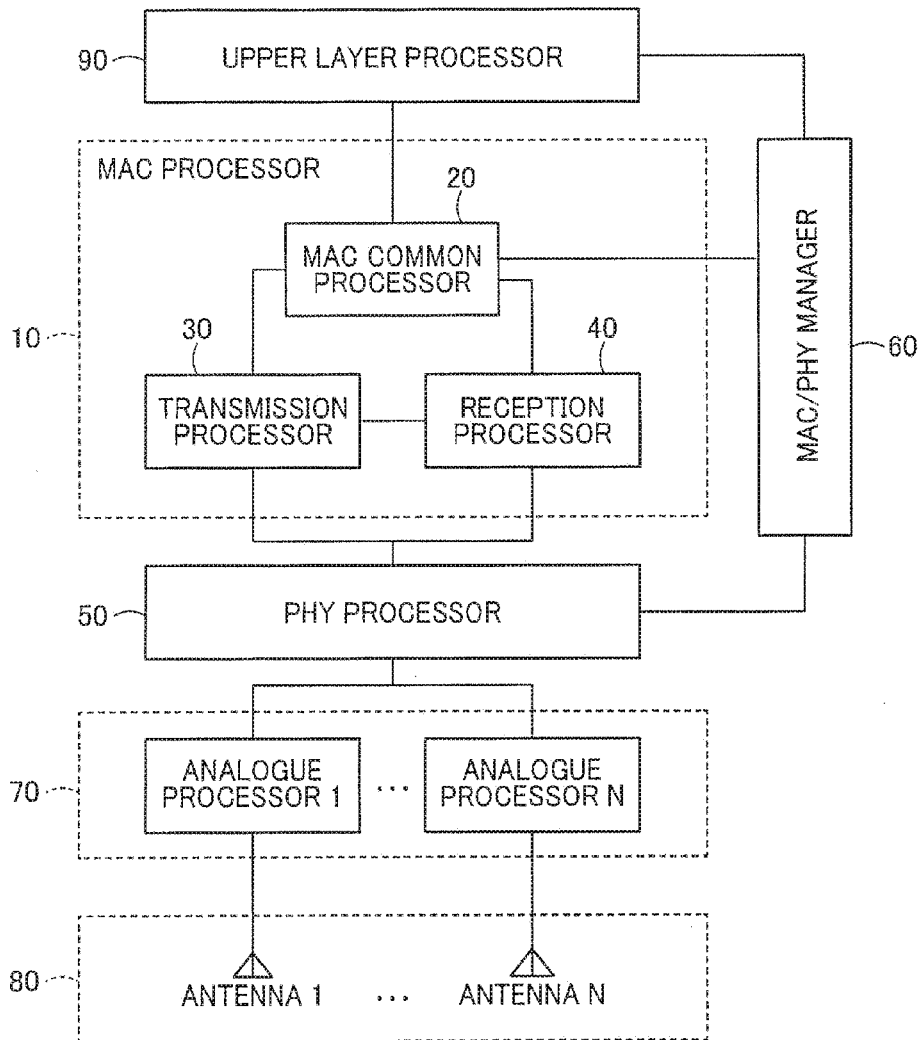 90
UPPER LAYER PROCESSOR
MAC PROCESSOR
20
MAC COMMON
PROCESSOR
MAC/PHY MANAGER
60
10
30
40
TRANSMISSION
PROCESSOR
RECEPTION
PROCESSOR
50
PHY PROCESSOR
70
ANALOGUE
PROCESSOR 1
...
ANALOGUE
PROCESSOR N
80
ANTENNA 1 ... ANTENNA N